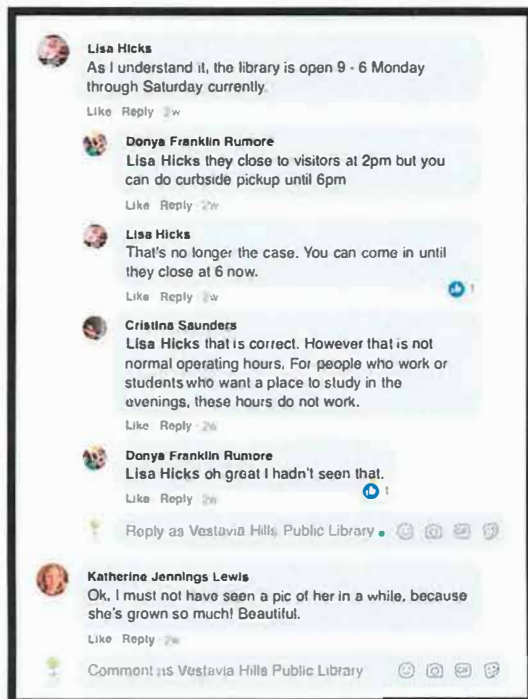 Lisa Hicks
As I understand it, the library is open 9 - 6 Monday
through Saturday currently.
Like Reply 2w
Donya Franklin Rumore
Lisa Hicks they close to visitors at 2pm but you
can do curbside pickup until 6pm
Like Reply 2w
Lisa Hicks
That's no longer the case. You can come in until
they close at 6 now.
Like Reply 2w 1
Cristina Saunders
Lisa Hicks that is correct. However that is not
normal operating hours. For people who work or
students who want a place to study in the
evenings, these hours do not work.
Like Reply 2w
Donya Franklin Rumore
Lisa Hicks oh great I hadn't seen that.
Like Reply 2w 1
Reply as Vestavia Hills Public Library
Katherine Jennings Lewis
Ok, I must not have seen a pic of her in a while, because
she's grown so much! Beautiful.
Like Reply 2w
Comment as Vestavia Hills Public Library